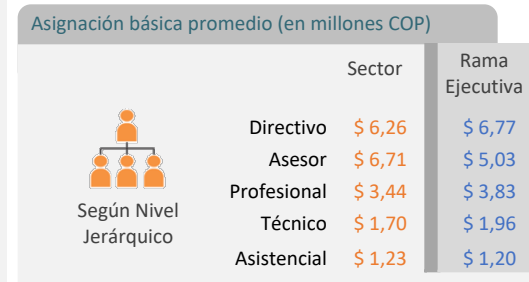 Asignación básica promedio (en millones COP)
Sector
Rama
Ejecutiva
Según Nivel
Jerárquico
Directivo $ 6,26 $ 6,77
Asesor $ 6,71 $ 5,03
Profesional $ 3,44 $ 3,83
Técnico $ 1,70 $ 1,96
Asistencial $ 1,23 $ 1,20